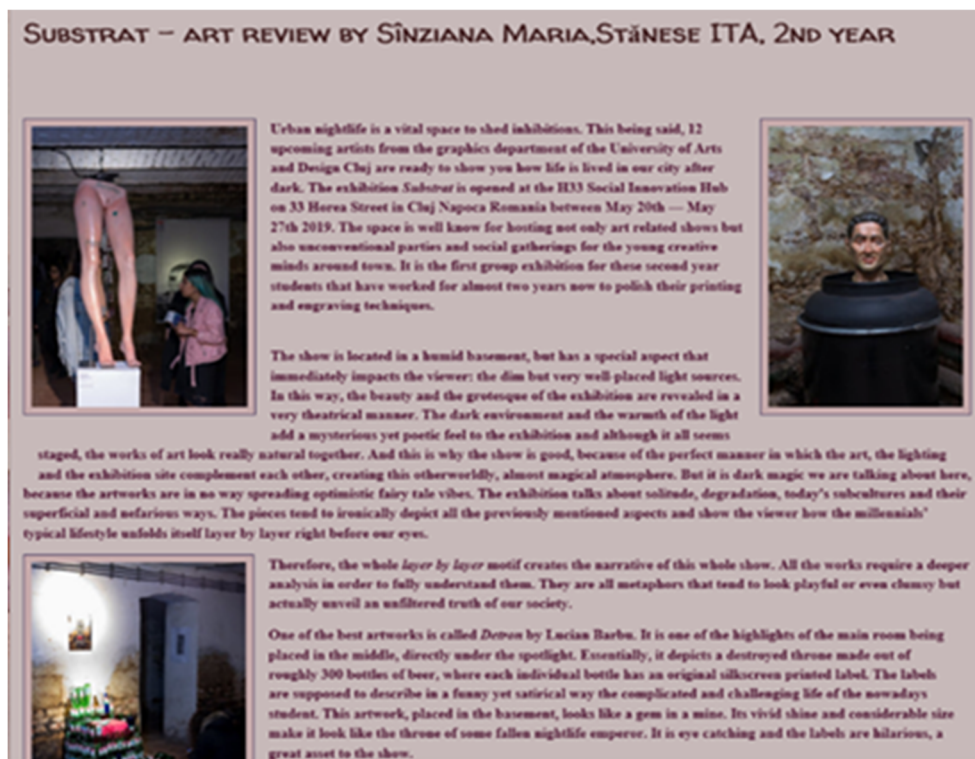 SUBSTRAT – ART REVIEW BY SÎNZIANA MARIA,STĂNESE ITA, 2ND YEAR
Urban nightlife is a vital space to shed inhibitions. This being said, 12
upcoming artists from the graphics department of the University of Arts
and Design Cluj are ready to show you how life is lived in our city after
dark. The exhibition Substrat is opened at the H33 Social Innovation Hub
on 33 Horea Street in Cluj Napoca Romania between May 20th — May
27th 2019. The space is well know for hosting not only art related shows but
also unconventional parties and social gatherings for the young creative
minds around town. It is the first group exhibition for these second year
students that have worked for almost two years now to polish their printing
and engraving techniques.
The show is located in a humid basement, but has a special aspect that
immediately impacts the viewer: the dim but very well-placed light sources.
In this way, the beauty and the grotesque of the exhibition are revealed in a
very theatrical manner. The dark environment and the warmth of the light
add a mysterious yet poetic feel to the exhibition and although it all seems
staged, the works of art look really natural together. And this is why the show is good, because of the perfect manner in which the art, the lighting
and the exhibition site complement each other, creating this otherworldly, almost magical atmosphere. But it is dark magic we are talking about here,
because the artworks are in no way spreading optimistic fairy tale vibes. The exhibition talks about solitude, degradation, today's subcultures and their
superficial and nefarious ways. The pieces tend to ironically depict all the previously mentioned aspects and show the viewer how the millennials'
typical lifestyle unfolds itself layer by layer right before our eyes.
Therefore, the whole layer by layer motif creates the narrative of this whole show. All the works require a deeper
analysis in order to fully understand them. They are all metaphors that tend to look playful or even clumsy but
actually unveil an unfiltered truth of our society.
One of the best artworks is called Detron by Lucian Barbu. It is one of the highlights of the main room being
placed in the middle, directly under the spotlight. Essentially, it depicts a destroyed throne made out of
roughly 300 bottles of beer, where each individual bottle has an original silkscreen printed label. The labels
are supposed to describe in a funny yet satirical way the complicated and challenging life of the nowadays
student. This artwork, placed in the basement, looks like a gem in a mine. Its vivid shine and considerable size
make it look like the throne of some fallen nightlife emperor. It is eye catching and the labels are hilarious, a
great asset to the show.